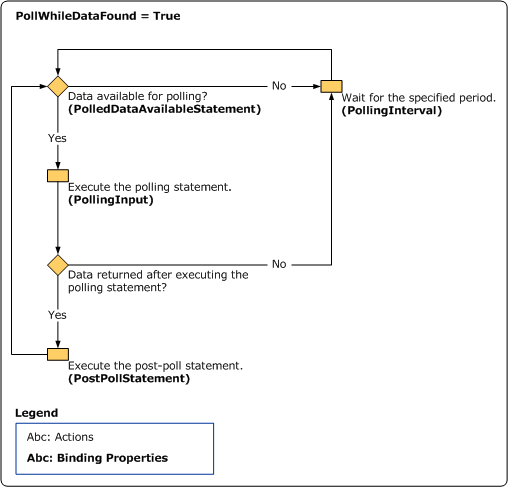 PollWhileDataFound = True
Data available for polling?
(PolledDataAvailableStatement)
No
Wait for the specified period.
(PollingInterval)
Yes
Execute the polling statement.
(PollingInput)
Data returned after executing the
polling statement?
No
Yes
Execute the post-poll statement.
(PostPollStatement)
Legend
Abc: Actions
Abc: Binding Properties